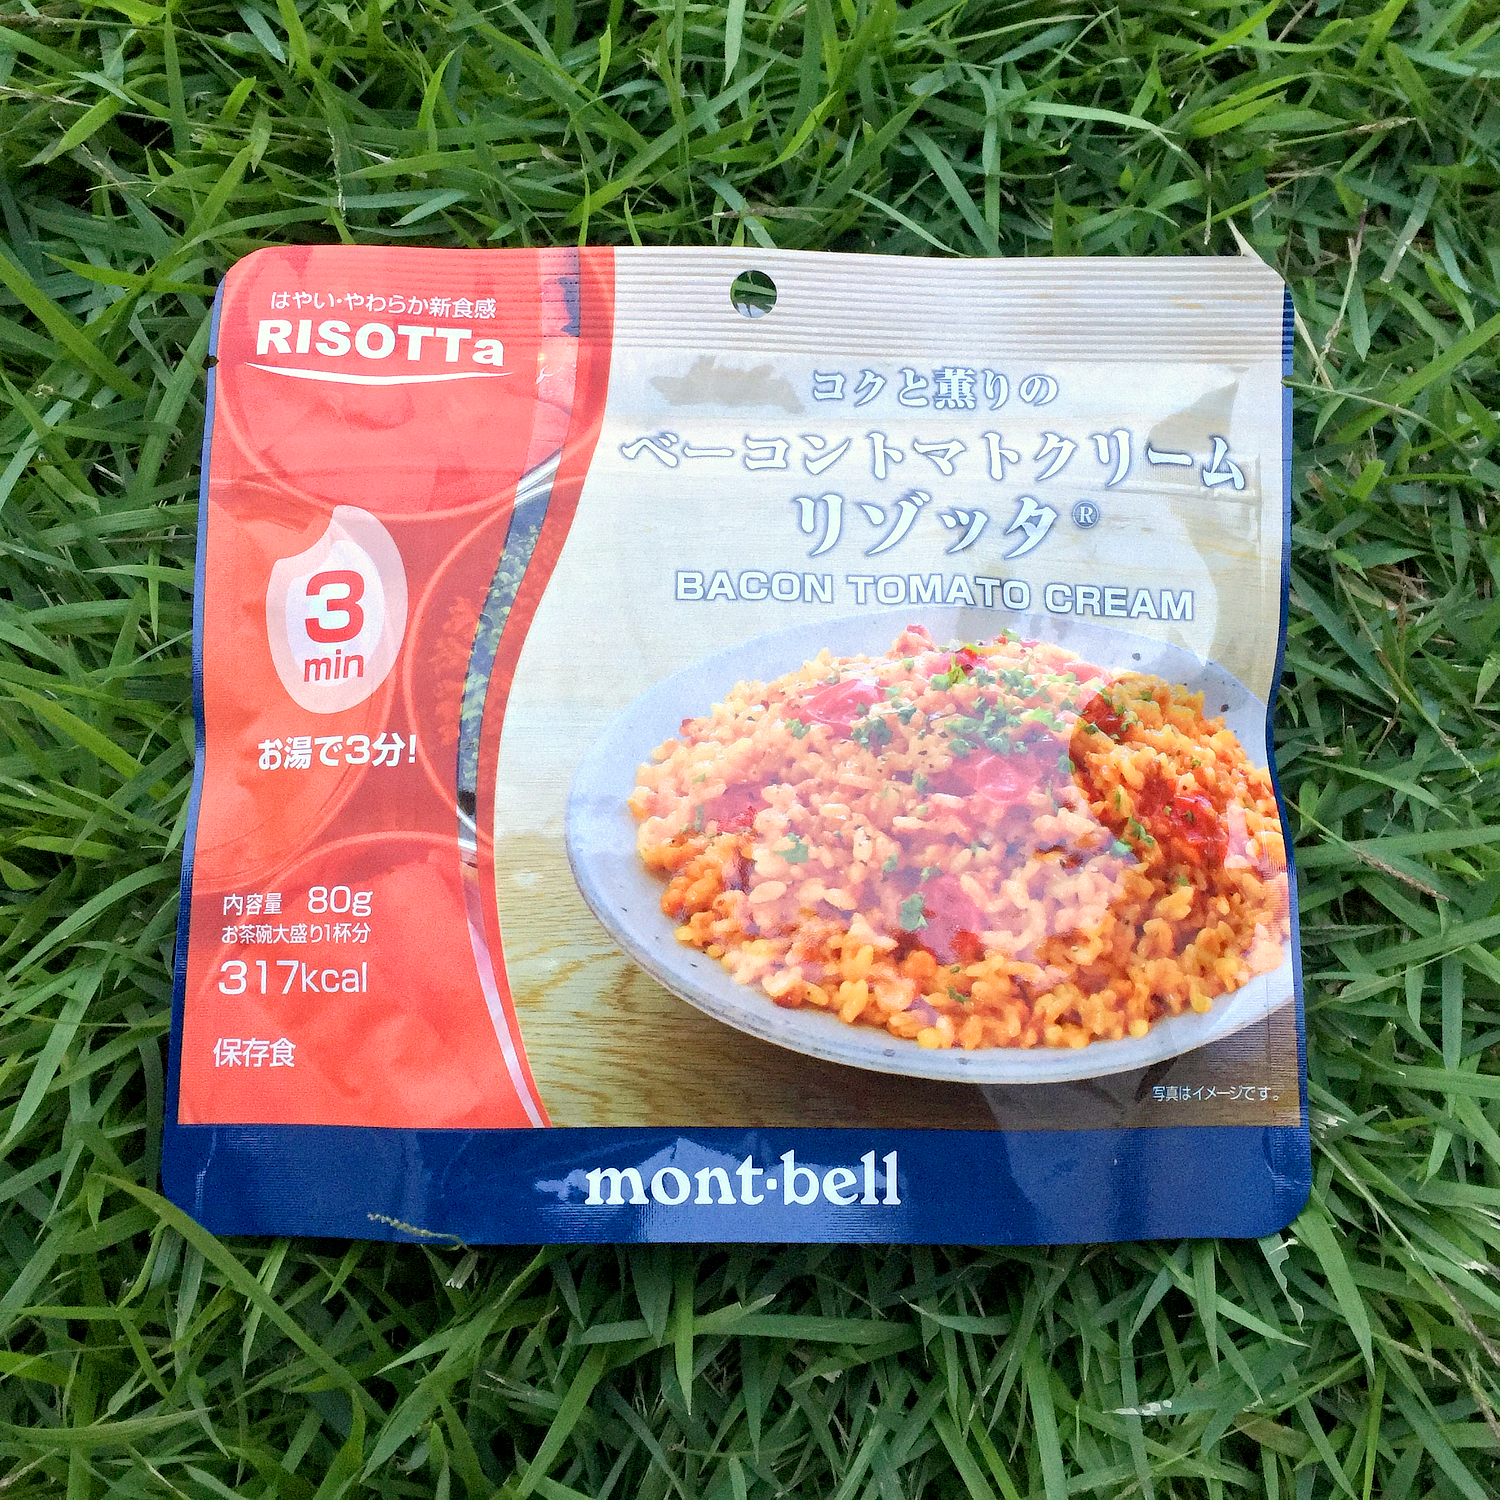 はやい・やわらか新食感
RISOTTa
コクと薫りの
ベーコントマトクリーム
リゾッタ®
BACON TOMATO CREAM
3
min
お湯で3分!
内容量 80g
お茶碗大盛り1杯分
317kcal
保存食
写真はイメージです。
mont·bell